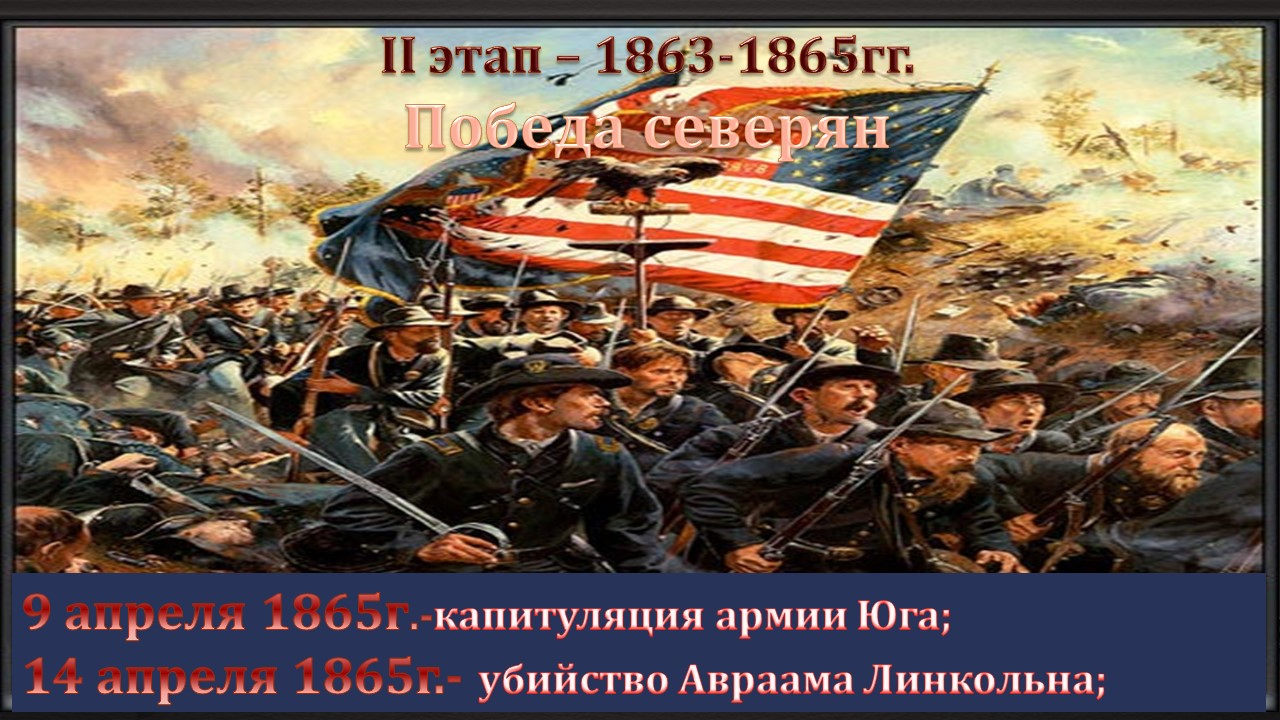 II этап – 1863-1865гг.
Победа северян
9 апреля 1865г.-капитуляция армии Юга;
14 апреля 1865г.- убийство Авраама Линкольна;